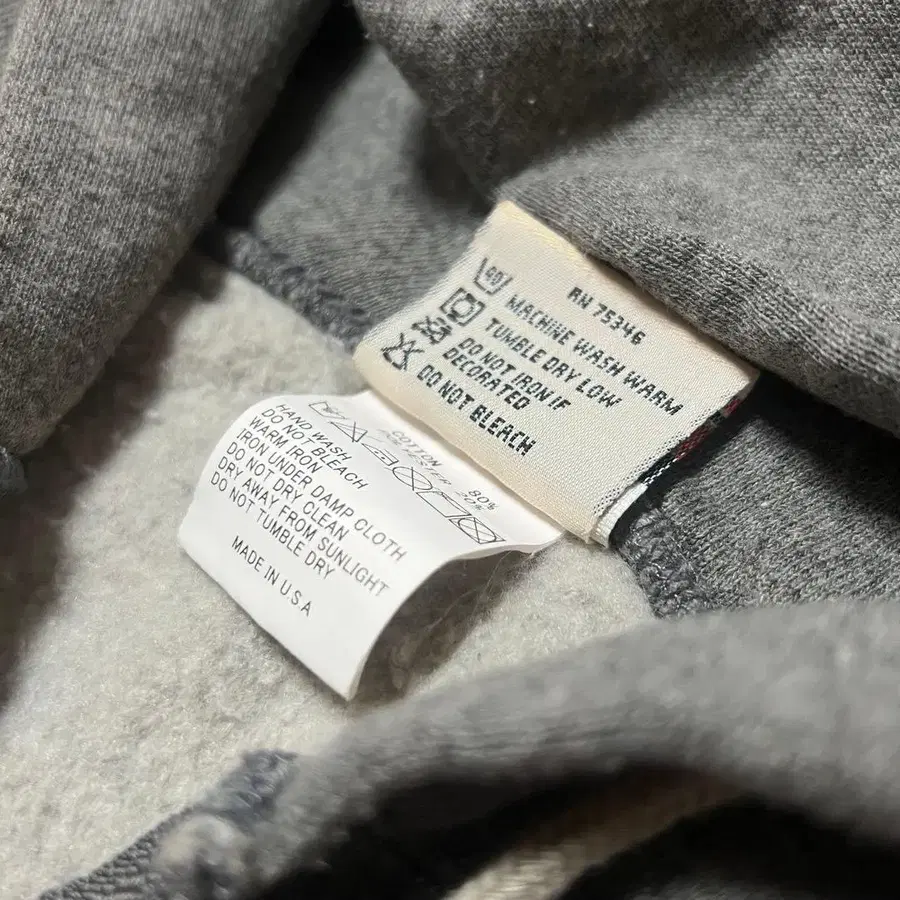 RN 75346
MACHINE WASH WARM
TUMBLE DRY LOW
DO NOT IRON IF
DECORATED
DO NOT BLEACH
COTTON 80%
20%
HAND WASH
DO NOT BLEACH
WARM IRON
IRON UNDER DAMP CLOTH
DO NOT DRY CLEAN
DRY, AWAY FROM SUNLIGHT
DO NOT TUMBLE DRY
MADE IN U.S.A